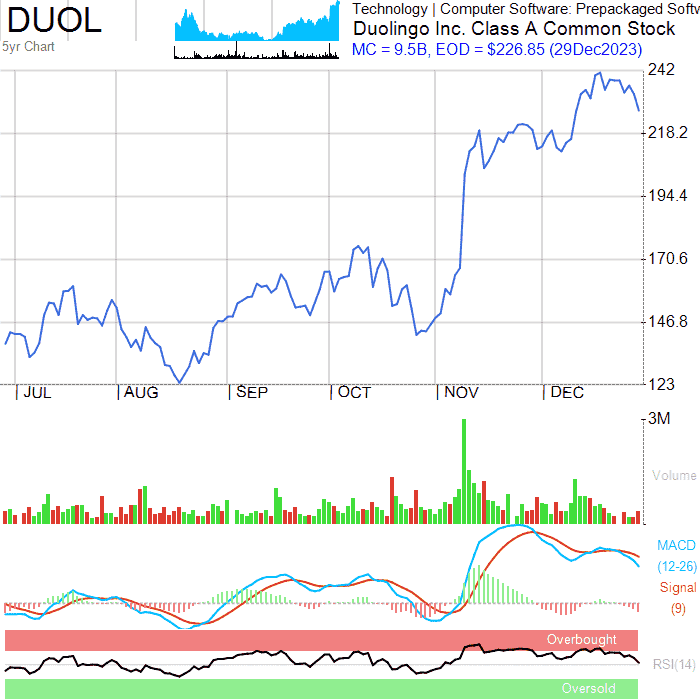 DUOL
5yr Chart
Technology | Computer Software: Prepackaged Softw
Duolingo Inc. Class A Common Stock
MC = 9.5B, EOD = $226.85 (29Dec2023)
242
218.2
194.4
170.6
146.8
123
JUL AUG SEP OCT NOV DEC
3M
Volume
MACD
(12-26)
Signal
(9)
Overbought
RSI(14)
Oversold